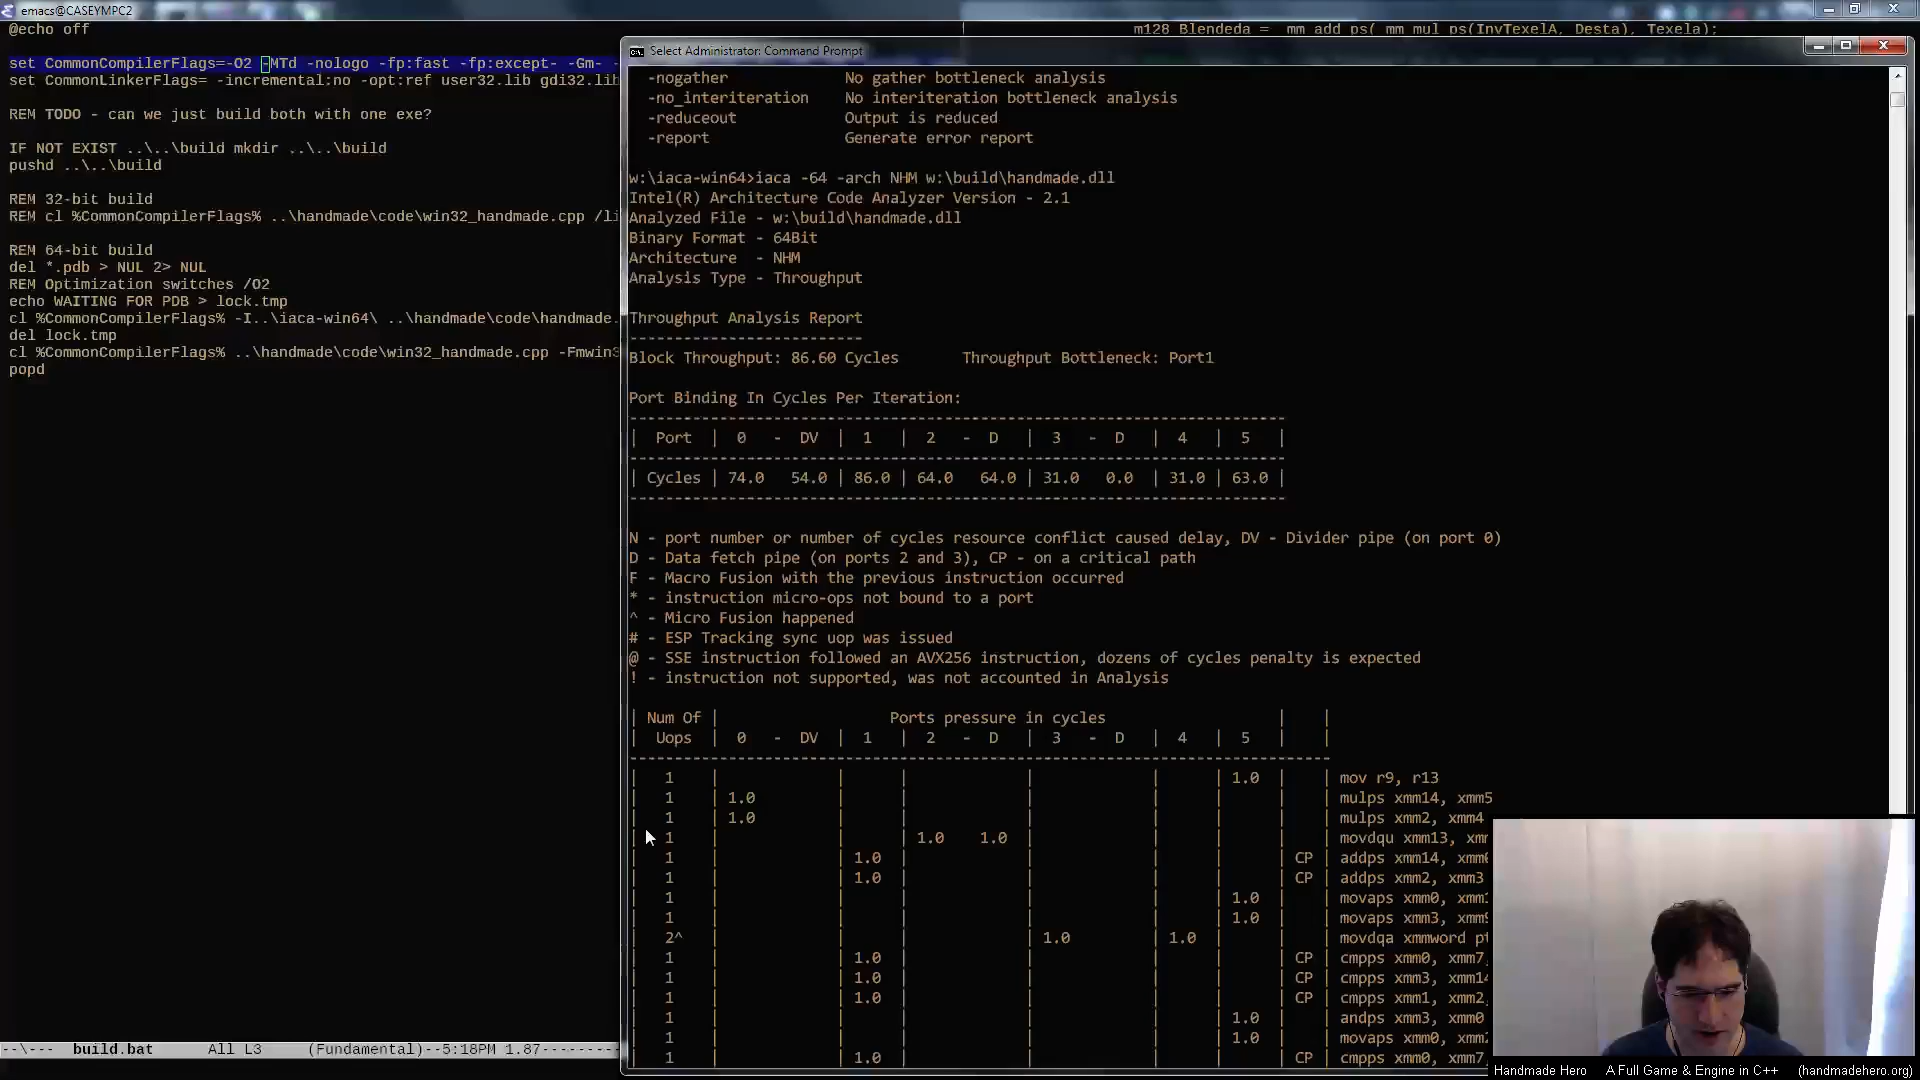 emacs@CASEYMPC2
@echo off
set CommonCompilerFlags=-O2 -MTd -nologo -fp:fast -fp:except- -Gm- -
set CommonLinkerFlags= -incremental:no -opt:ref user32.lib gdi32.lib
REM TODO - can we just build both with one exe?
IF NOT EXIST ..\..\build mkdir ..\..\build
pushd ..\..\build
REM 32-bit build
REM cl %CommonCompilerFlags% ..\handmade\code\win32_handmade.cpp /li
REM 64-bit build
del *.pdb > NUL 2> NUL
REM Optimization switches /O2
echo WAITING FOR PDB > lock.tmp
cl %CommonCompilerFlags% -I..\iaca-win64\ ..\handmade\code\handmade.
del lock.tmp
cl %CommonCompilerFlags% ..\handmade\code\win32_handmade.cpp -Fmwin3
popd
--\--- build.bat All L3 (Fundamental)--5:18PM 1.87---------
m128 Blendeda = mm add ps( mm mul ps(InvTexelA, Desta), Texela);
Select Administrator: Command Prompt
-nogather No gather bottleneck analysis
-no_interiteration No interiteration bottleneck analysis
-reduceout Output is reduced
-report Generate error report
w:\iaca-win64>iaca -64 -arch NHM w:\build\handmade.dll
Intel(R) Architecture Code Analyzer Version - 2.1
Analyzed File - w:\build\handmade.dll
Binary Format - 64Bit
Architecture - NHM
Analysis Type - Throughput
Throughput Analysis Report
--------------------------
Block Throughput: 86.60 Cycles Throughput Bottleneck: Port1
Port Binding In Cycles Per Iteration:
| Port | 0 - DV | 1 | 2 - D | 3 - D | 4 | 5 |
| Cycles | 74.0 54.0 | 86.0 | 64.0 64.0 | 31.0 0.0 | 31.0 | 63.0 |
N - port number or number of cycles resource conflict caused delay, DV - Divider pipe (on port 0)
D - Data fetch pipe (on ports 2 and 3), CP - on a critical path
F - Macro Fusion with the previous instruction occurred
* - instruction micro-ops not bound to a port
^ - Micro Fusion happened
# - ESP Tracking sync uop was issued
@ - SSE instruction followed an AVX256 instruction, dozens of cycles penalty is expected
! - instruction not supported, was not accounted in Analysis
| Num Of | Ports pressure in cycles | |
| Uops | 0 - DV | 1 | 2 - D | 3 - D | 4 | 5 | |
| 1 | | | | | | 1.0 | | mov r9, r13
| 1 | 1.0 | | | | | | | mulps xmm14, xmm5
| 1 | 1.0 | | | | | | | mulps xmm2, xmm4
| 1 | | | 1.0 1.0 | | | | | movdqu xmm13, xm
| 1 | | 1.0 | | | | | CP | addps xmm14, xmm
| 1 | | 1.0 | | | | | CP | addps xmm2, xmm3
| 1 | | | | | | 1.0 | | movaps xmm0, xmm
| 1 | | | | | | 1.0 | | movaps xmm3, xmm
| 2^ | | | | 1.0 | 1.0 | | | movdqa xmmword pt
| 1 | | 1.0 | | | | | CP | cmpps xmm0, xmm7,
| 1 | | 1.0 | | | | | CP | cmpps xmm3, xmm14
| 1 | | 1.0 | | | | | CP | cmpps xmm1, xmm2,
| 1 | | | | | | 1.0 | | andps xmm3, xmm0
| 1 | | | | | | 1.0 | | movaps xmm0, xmm
| 1 | | 1.0 | | | | | CP | cmpps xmm0, xmm7,
Handmade Hero A Full Game & Engine in C++ (handmadehero.org)